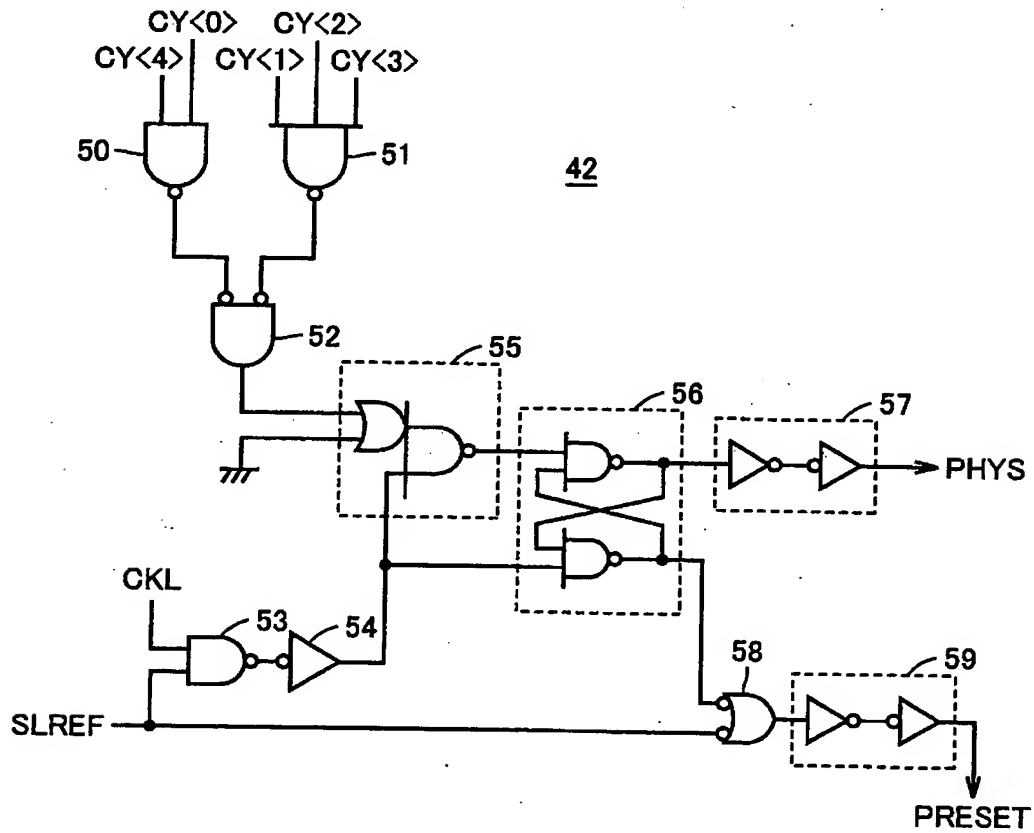 CY<0>
CY<2>
CY<4>
CY<1>
CY<3>
50
51
42
52
55
56
57
PHYS
CKL
53
54
58
59
SLREF
PRESET